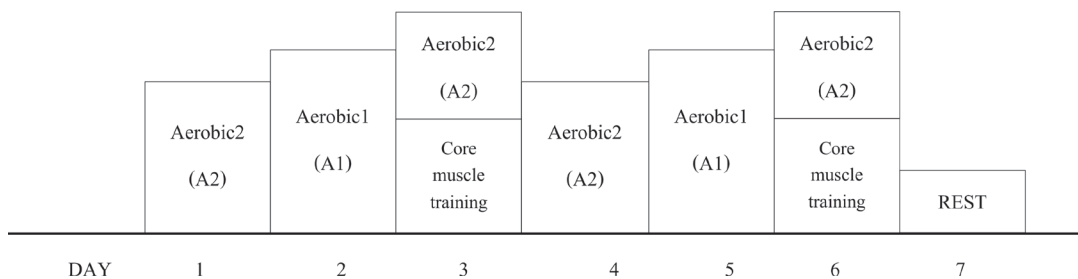 Aerobic2
(A2)
Aerobic1
(A1)
Aerobic2
(A2)
Core
muscle
training
Aerobic2
(A2)
Aerobic1
(A1)
Aerobic2
(A2)
Core
muscle
training
REST
DAY 1 2 3 4 5 6 7